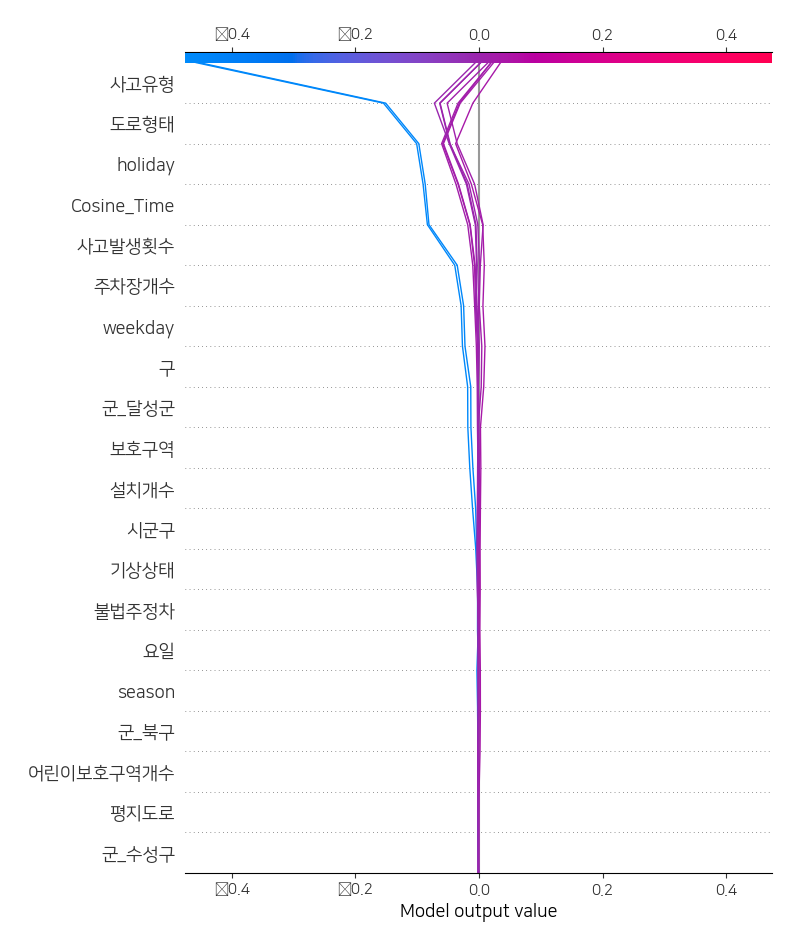 ☒0.4 ☒0.2 0.0 0.2 0.4
사고유형
도로형태
holiday
Cosine_Time
사고발생횟수
주차장개수
weekday
구
군_달성군
보호구역
설치개수
시군구
기상상태
불법주정차
요일
season
군_북구
어린이보호구역개수
평지도로
군_수성구
☒0.4 ☒0.2 0.0 0.2 0.4
Model output value